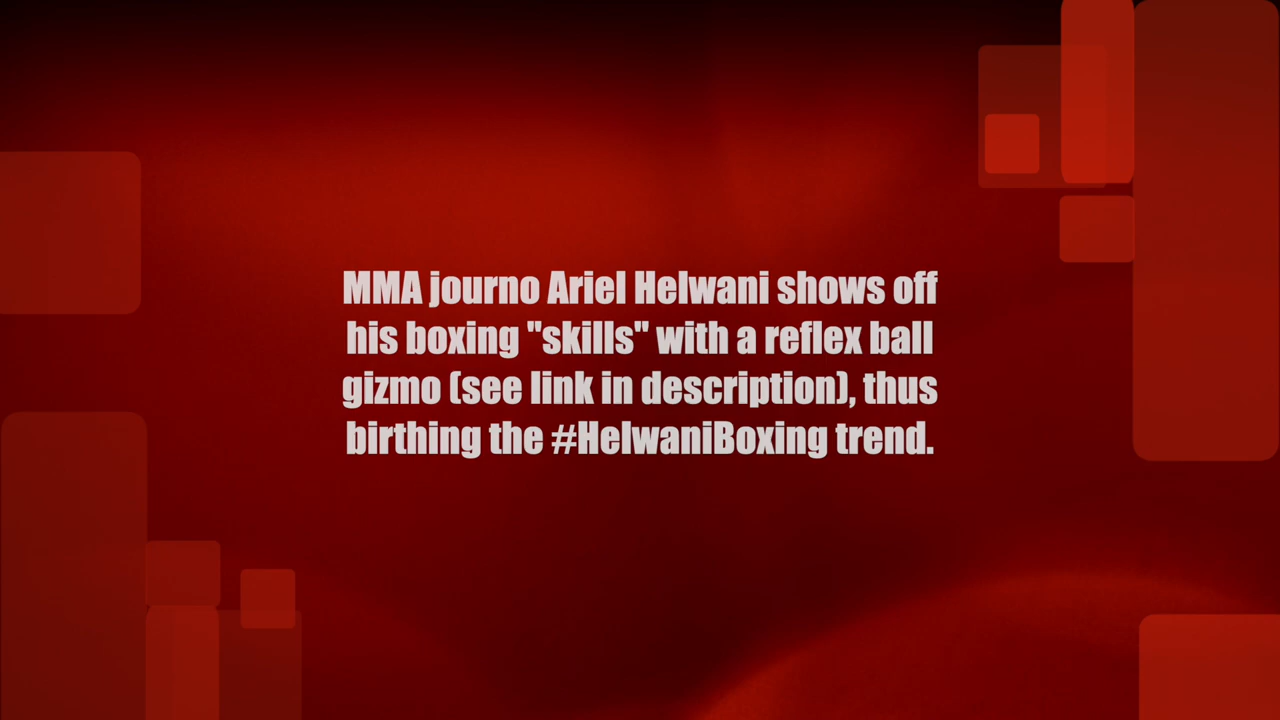 MMA journo Ariel Helwani shows off
his boxing "skills" with a reflex ball
gizmo (see link in description), thus
birthing the #HelwaniBoxing trend.